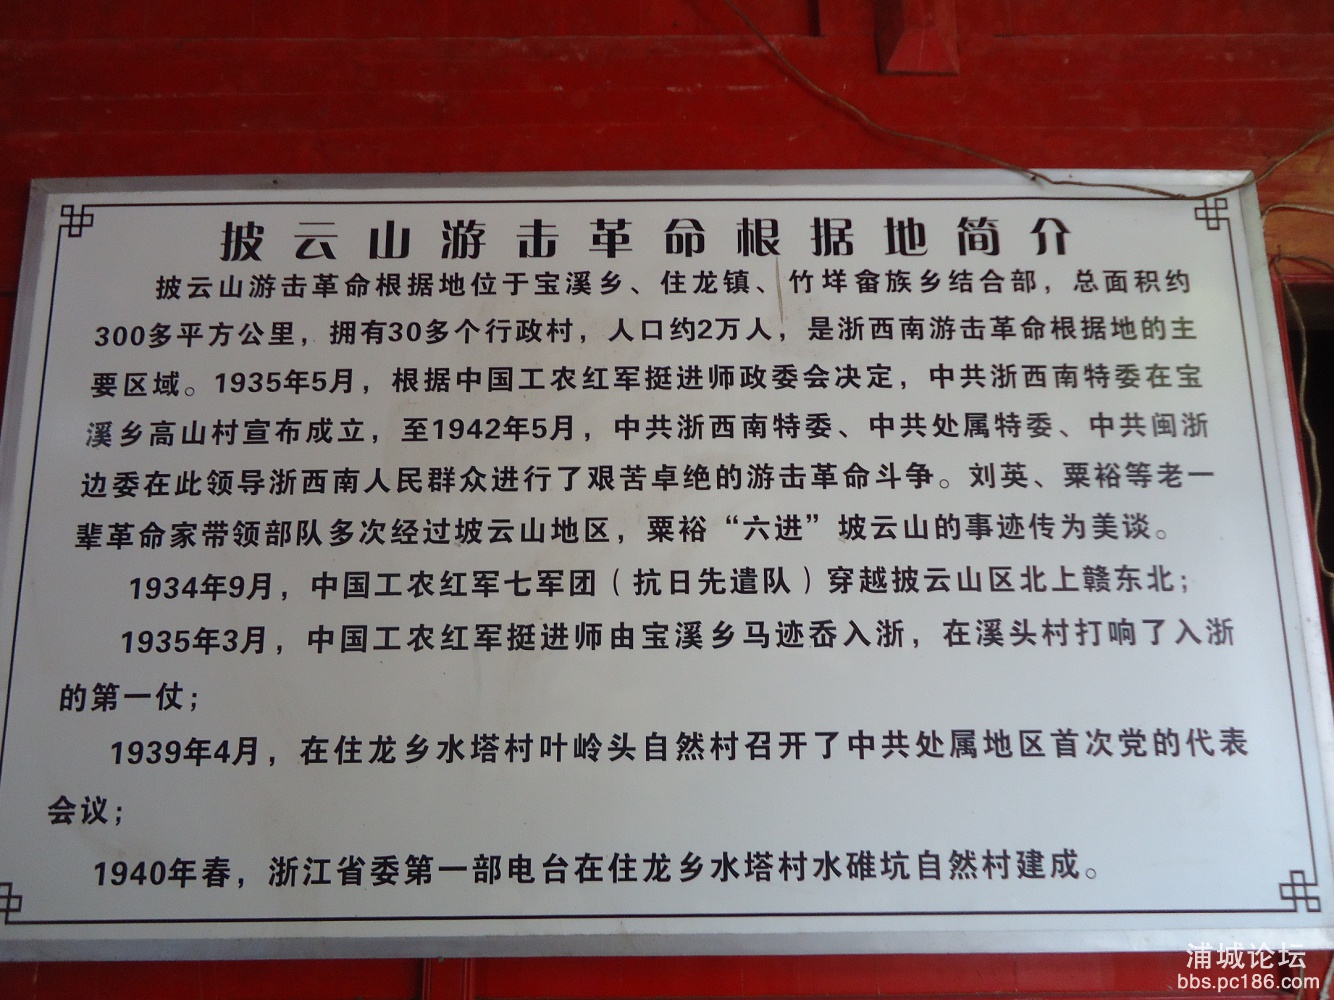 披云山游击革命根据地简介
披云山游击革命根据地位于宝溪乡、住龙镇、竹垟畲族乡结合部，总面积约
300多平方公里，拥有30多个行政村，人口约2万人，是浙西南游击革命根据地的主
要区域。1935年5月，根据中国工农红军挺进师政委会决定，中共浙西南特委在宝
溪乡高山村宣布成立，至1942年5月，中共浙西南特委、中共处属特委、中共闽浙
边委在此领导浙西南人民群众进行了艰苦卓绝的游击革命斗争。刘英、粟裕等老一
辈革命家带领部队多次经过坡云山地区，粟裕“六进”坡云山的事迹传为美谈。
1934年9月，中国工农红军七军团（抗日先遣队）穿越披云山区北上赣东北；
1935年3月，中国工农红军挺进师由宝溪乡马迹岙入浙，在溪头村打响了入浙
的第一仗；
1939年4月，在住龙乡水塔村叶岭头自然村召开了中共处属地区首次党的代表
会议；
1940年春，浙江省委第一部电台在住龙乡水塔村水碓坑自然村建成。
浦城论坛
bbs.pc186.com